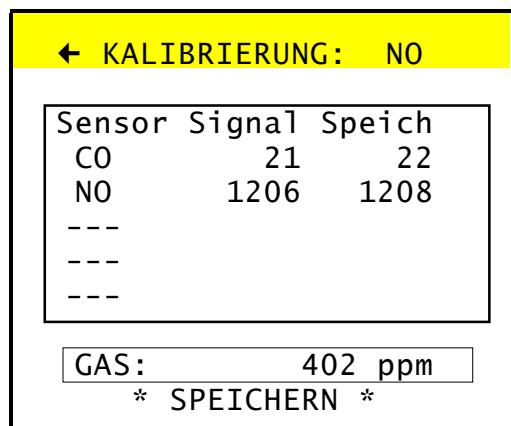 ← KALIBRIERUNG: NO
Sensor Signal Speich
CO 21 22
NO 1206 1208
---
---
---
GAS: 402 ppm
* SPEICHERN *